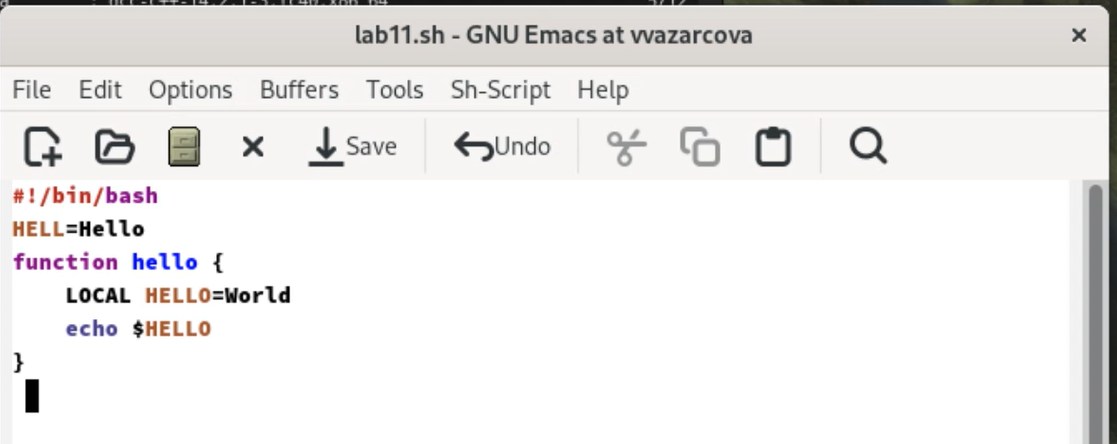 lab11.sh - GNU Emacs at vvazarcova
File Edit Options Buffers Tools Sh-Script Help
Save Undo
#!/bin/bash
HELL=Hello
function hello {
    LOCAL HELLO=World
    echo $HELLO
}